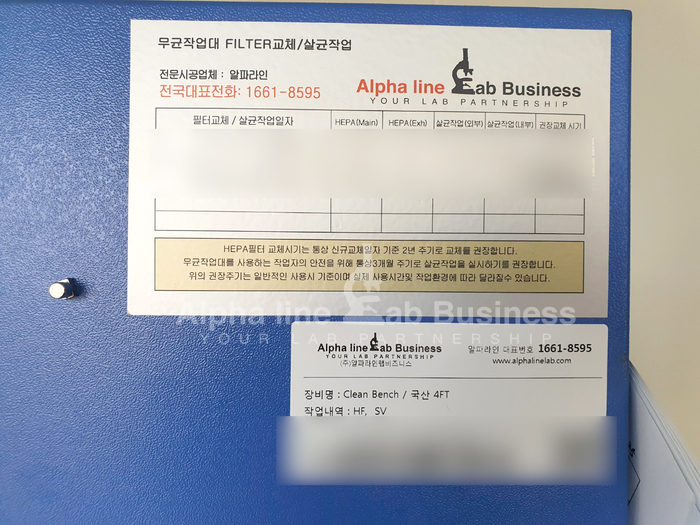 무균작업대 FILTER교체/살균작업
전문시공업체 : 알파라인
전국대표전화: 1661-8595
Alpha line Lab Business
YOUR LAB PARTNERSHIP
필터교체 / 살균작업일자 HEPA(Main) HEPA(Exh) 살균작업(외부) 살균작업(내부) 권장교체 시기
HEPA필터 교체시기는 통상 신규교체일자 기준 2년 주기로 교체를 권장합니다.
무균작업대를 사용하는 작업자의 안전을 위해 통상3개월 주기로 살균작업을 실시하기를 권장합니다.
위의 권장주기는 일반적인 사용시 기준이며 실제 사용시간및 작업환경에 따라 달라질수 있습니다.
Alpha line Lab Business
YOUR LAB PARTNERSHIP
Alpha line Lab Business
YOUR LAB PARTNERSHIP
(주)알파라인랩비즈니스
알파라인 대표번호 1661-8595
www.alphalinelab.com
장비명 : Clean Bench / 국산 4FT
작업내역 : HF, SV